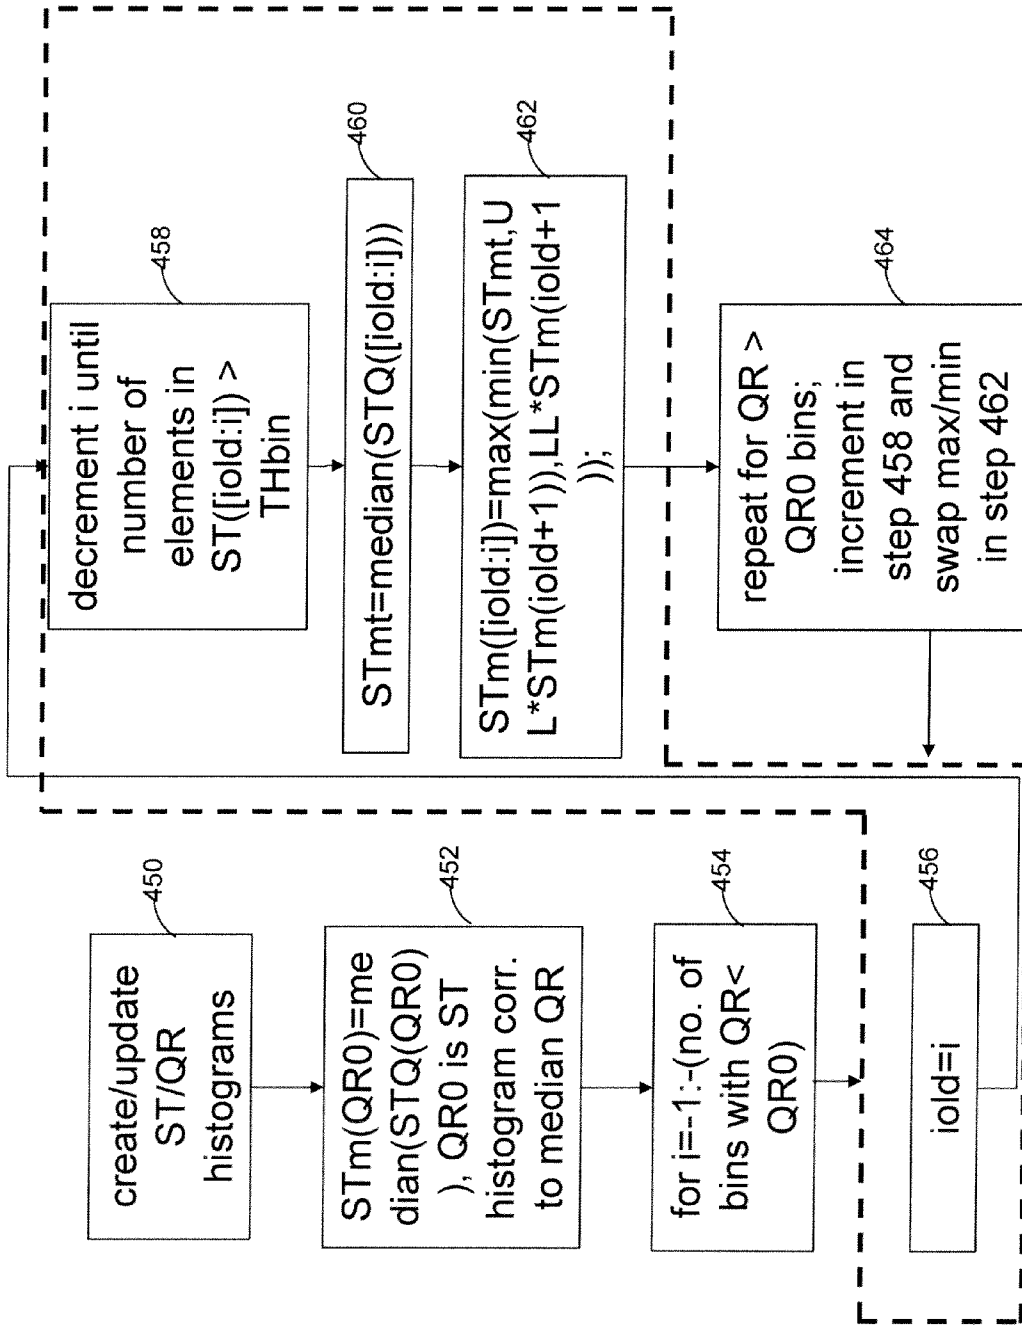 450
create/update
ST/QR
histograms
452
STm(QR0)=me
dian(STQ(QR0)
), QR0 is ST
histogram corr.
to median QR
454
for i=-1:-(no. of
bins with QR<
QR0)
456
iold=i
458
decrement i until
number of
elements in
ST([iold:i]) >
THbin
460
STmt=median(STQ([iold:i]))
462
STm([iold:i])=max(min(STmt,U
L*STm(iold+1)),LL*STm(iold+1
));
464
repeat for QR >
QR0 bins;
increment in
step 458 and
swap max/min
in step 462